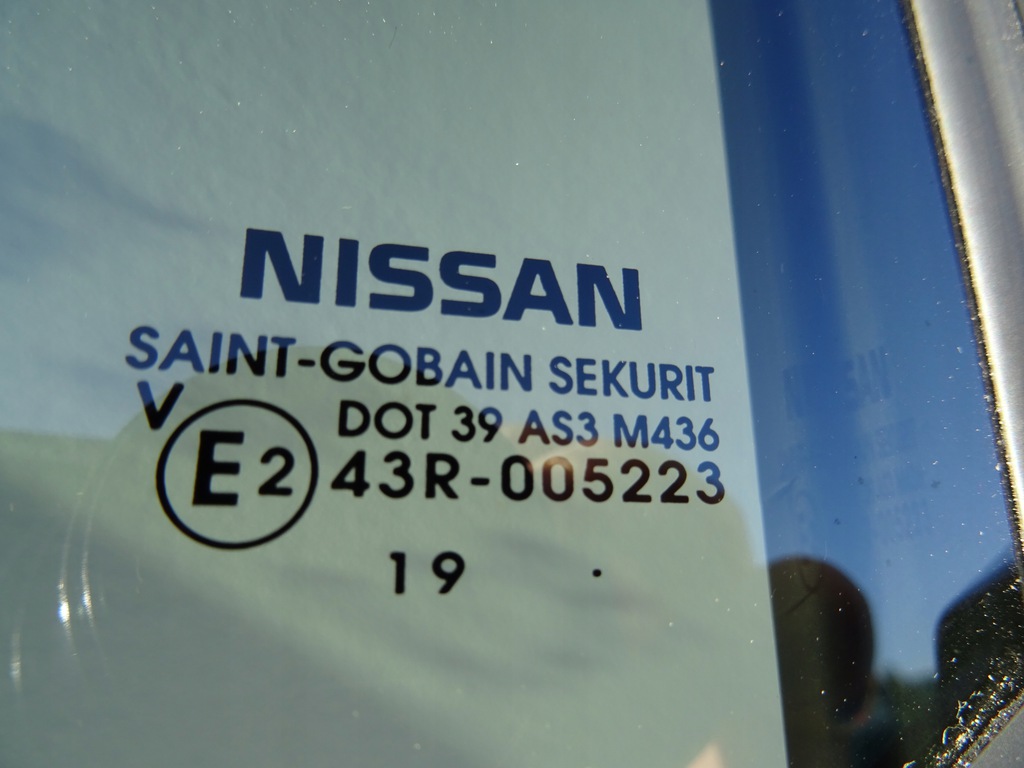 NISSAN
SAINT-GOBAIN SEKURIT
V
DOT 39 AS3 M436
E2 43R-005223
19 .